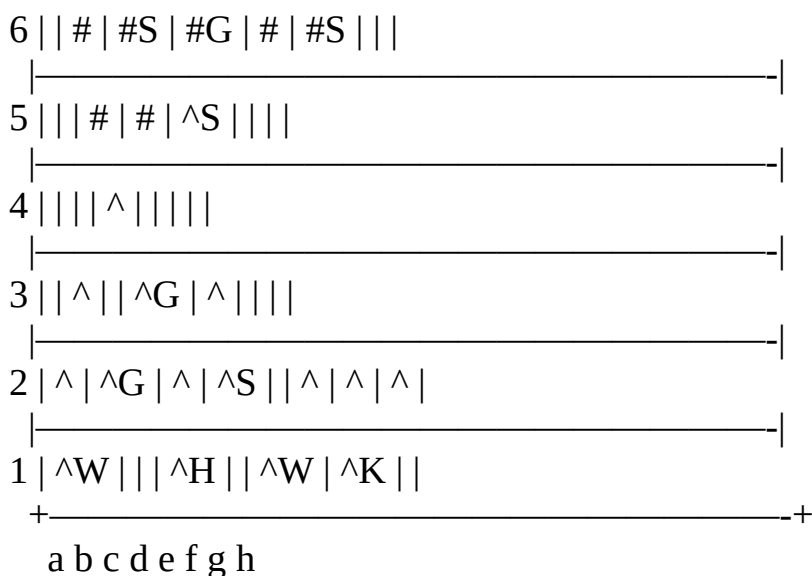 6 | | # | #S | #G | # | #S | | |
|———————————————————-|
5 | | | # | # | ^S | | | |
|———————————————————-|
4 | | | | ^ | | | | |
|———————————————————-|
3 | | ^ | | ^G | ^ | | | |
|———————————————————-|
2 | ^ | ^G | ^ | ^S | | ^ | ^ | ^ |
|———————————————————-|
1 | ^W | | | ^H | | ^W | ^K | |
+———————————————————-+
a b c d e f g h